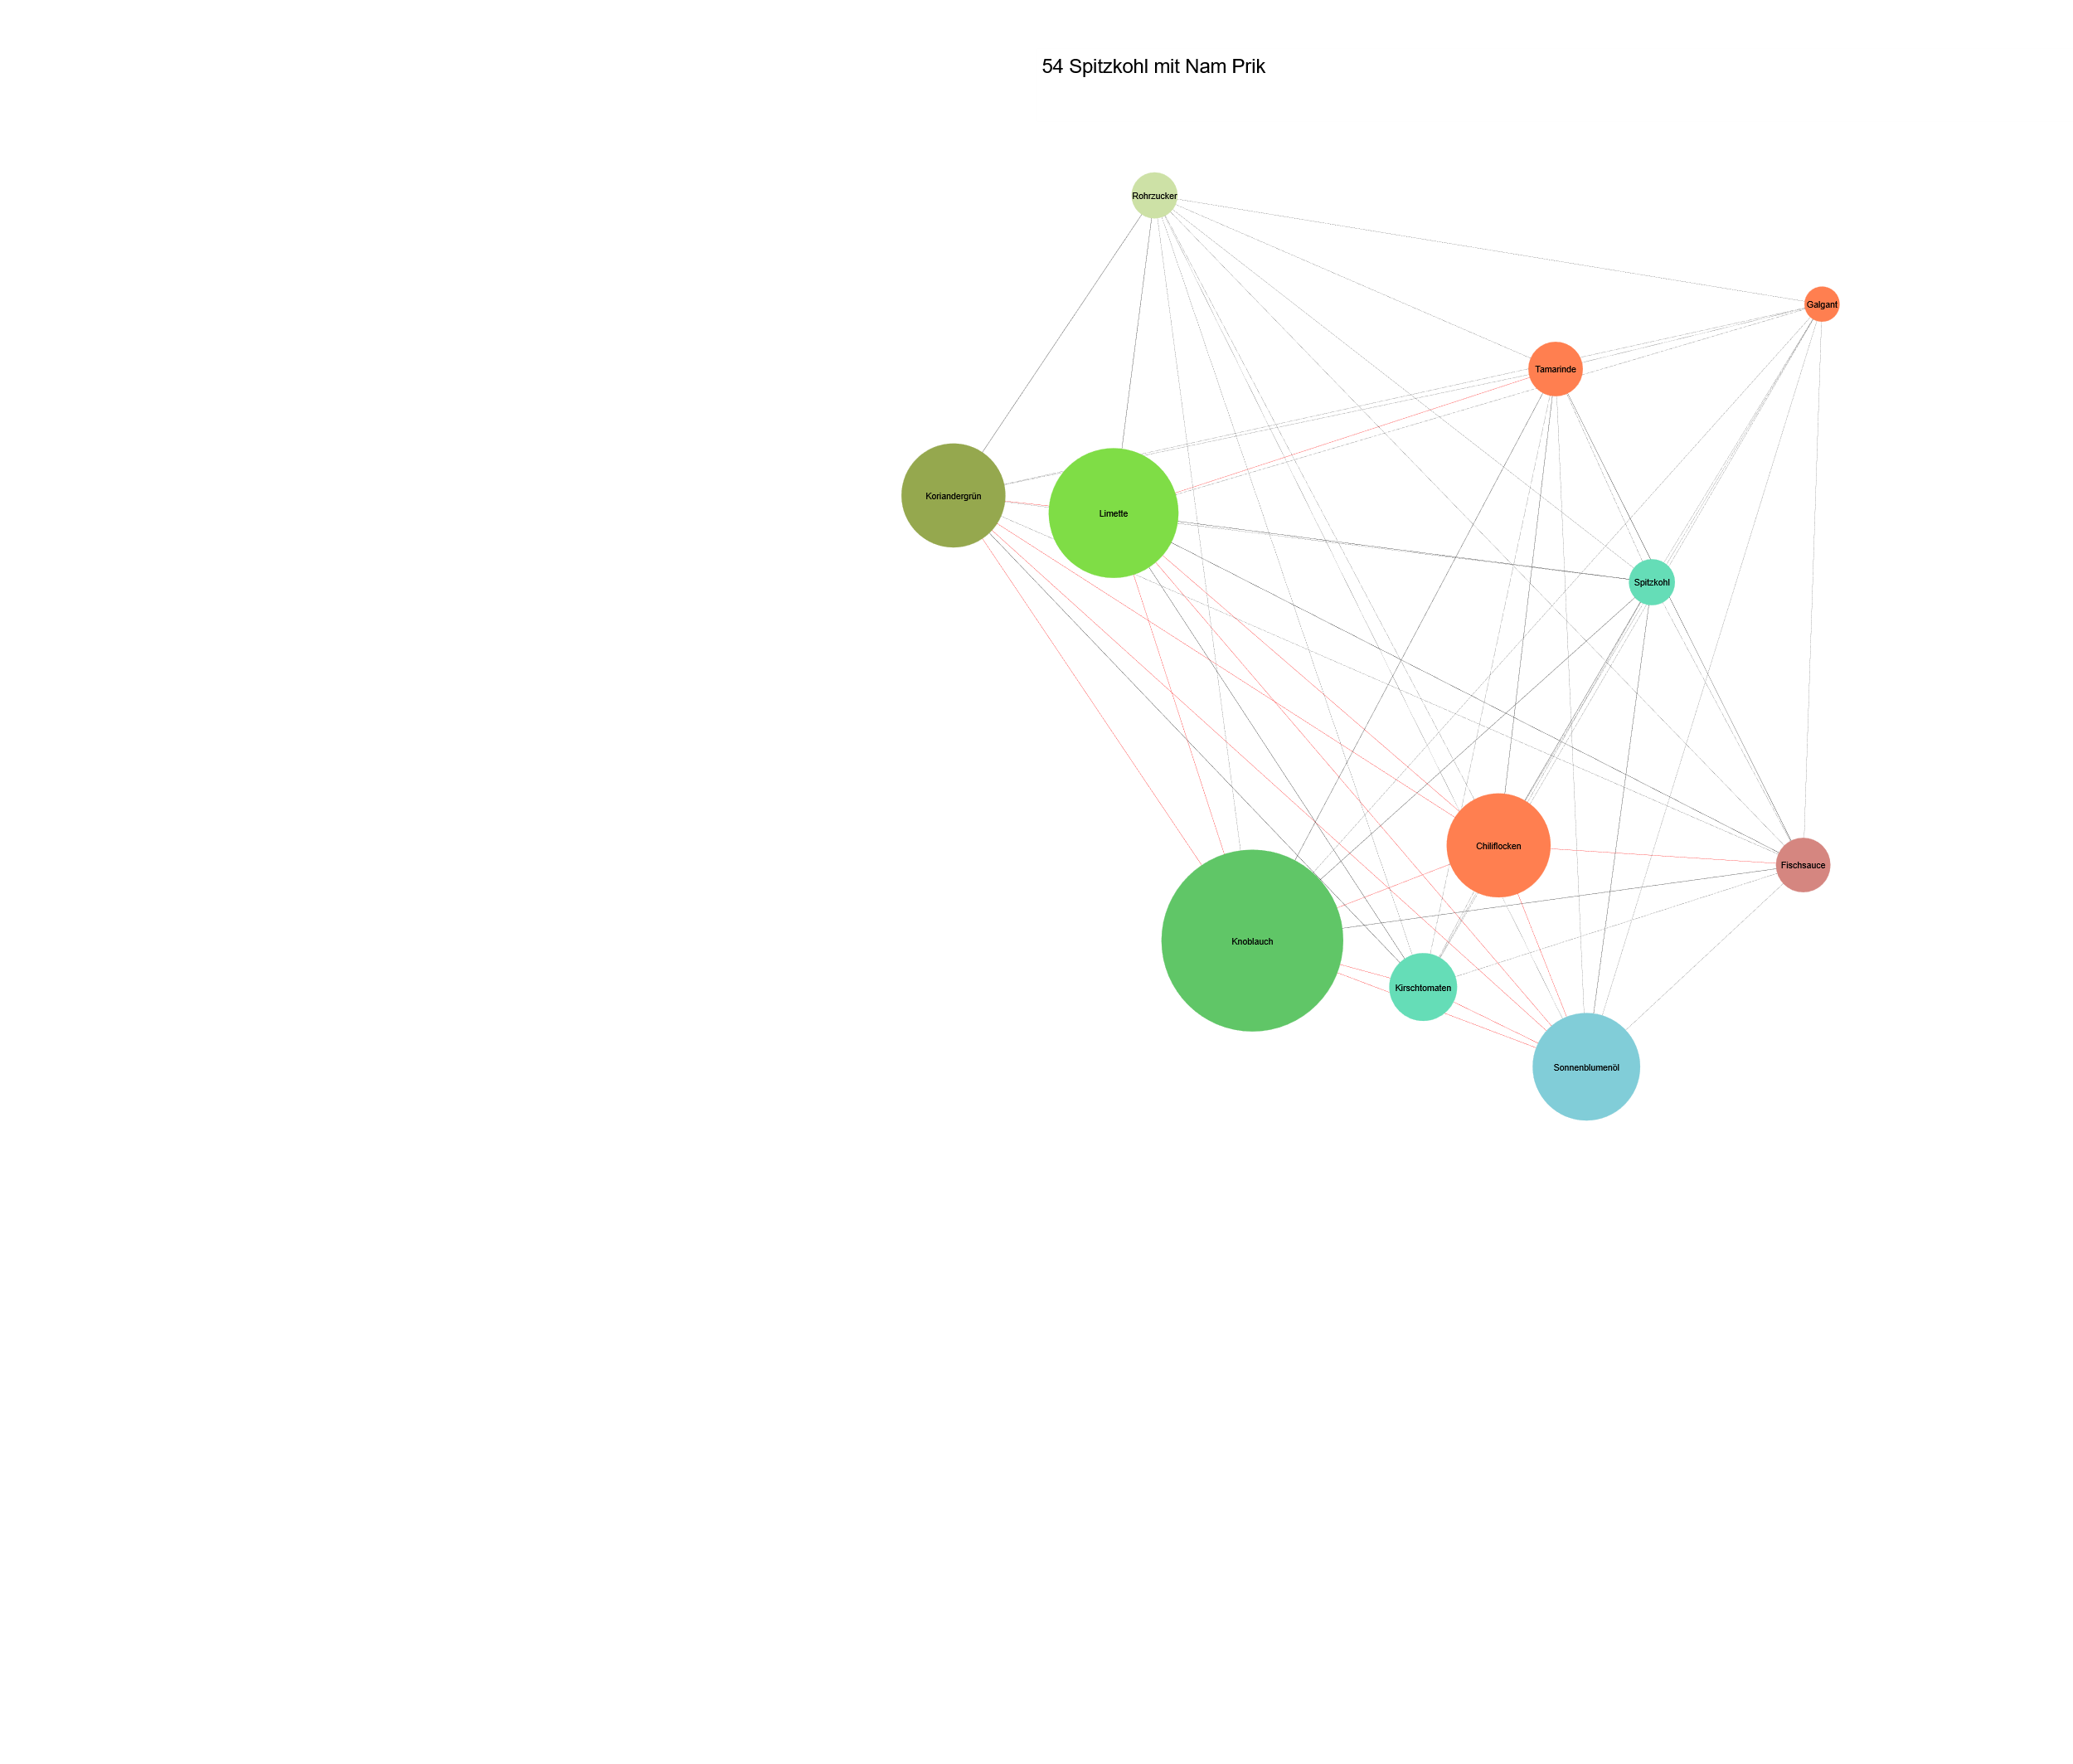 54 Spitzkohl mit Nam Prik
Rohrzucker
Galgant
Tamarinde
Koriandergrün
Limette
Spitzkohl
Chiliflocken
Fischsauce
Knoblauch
Kirschtomaten
Sonnenblumenöl